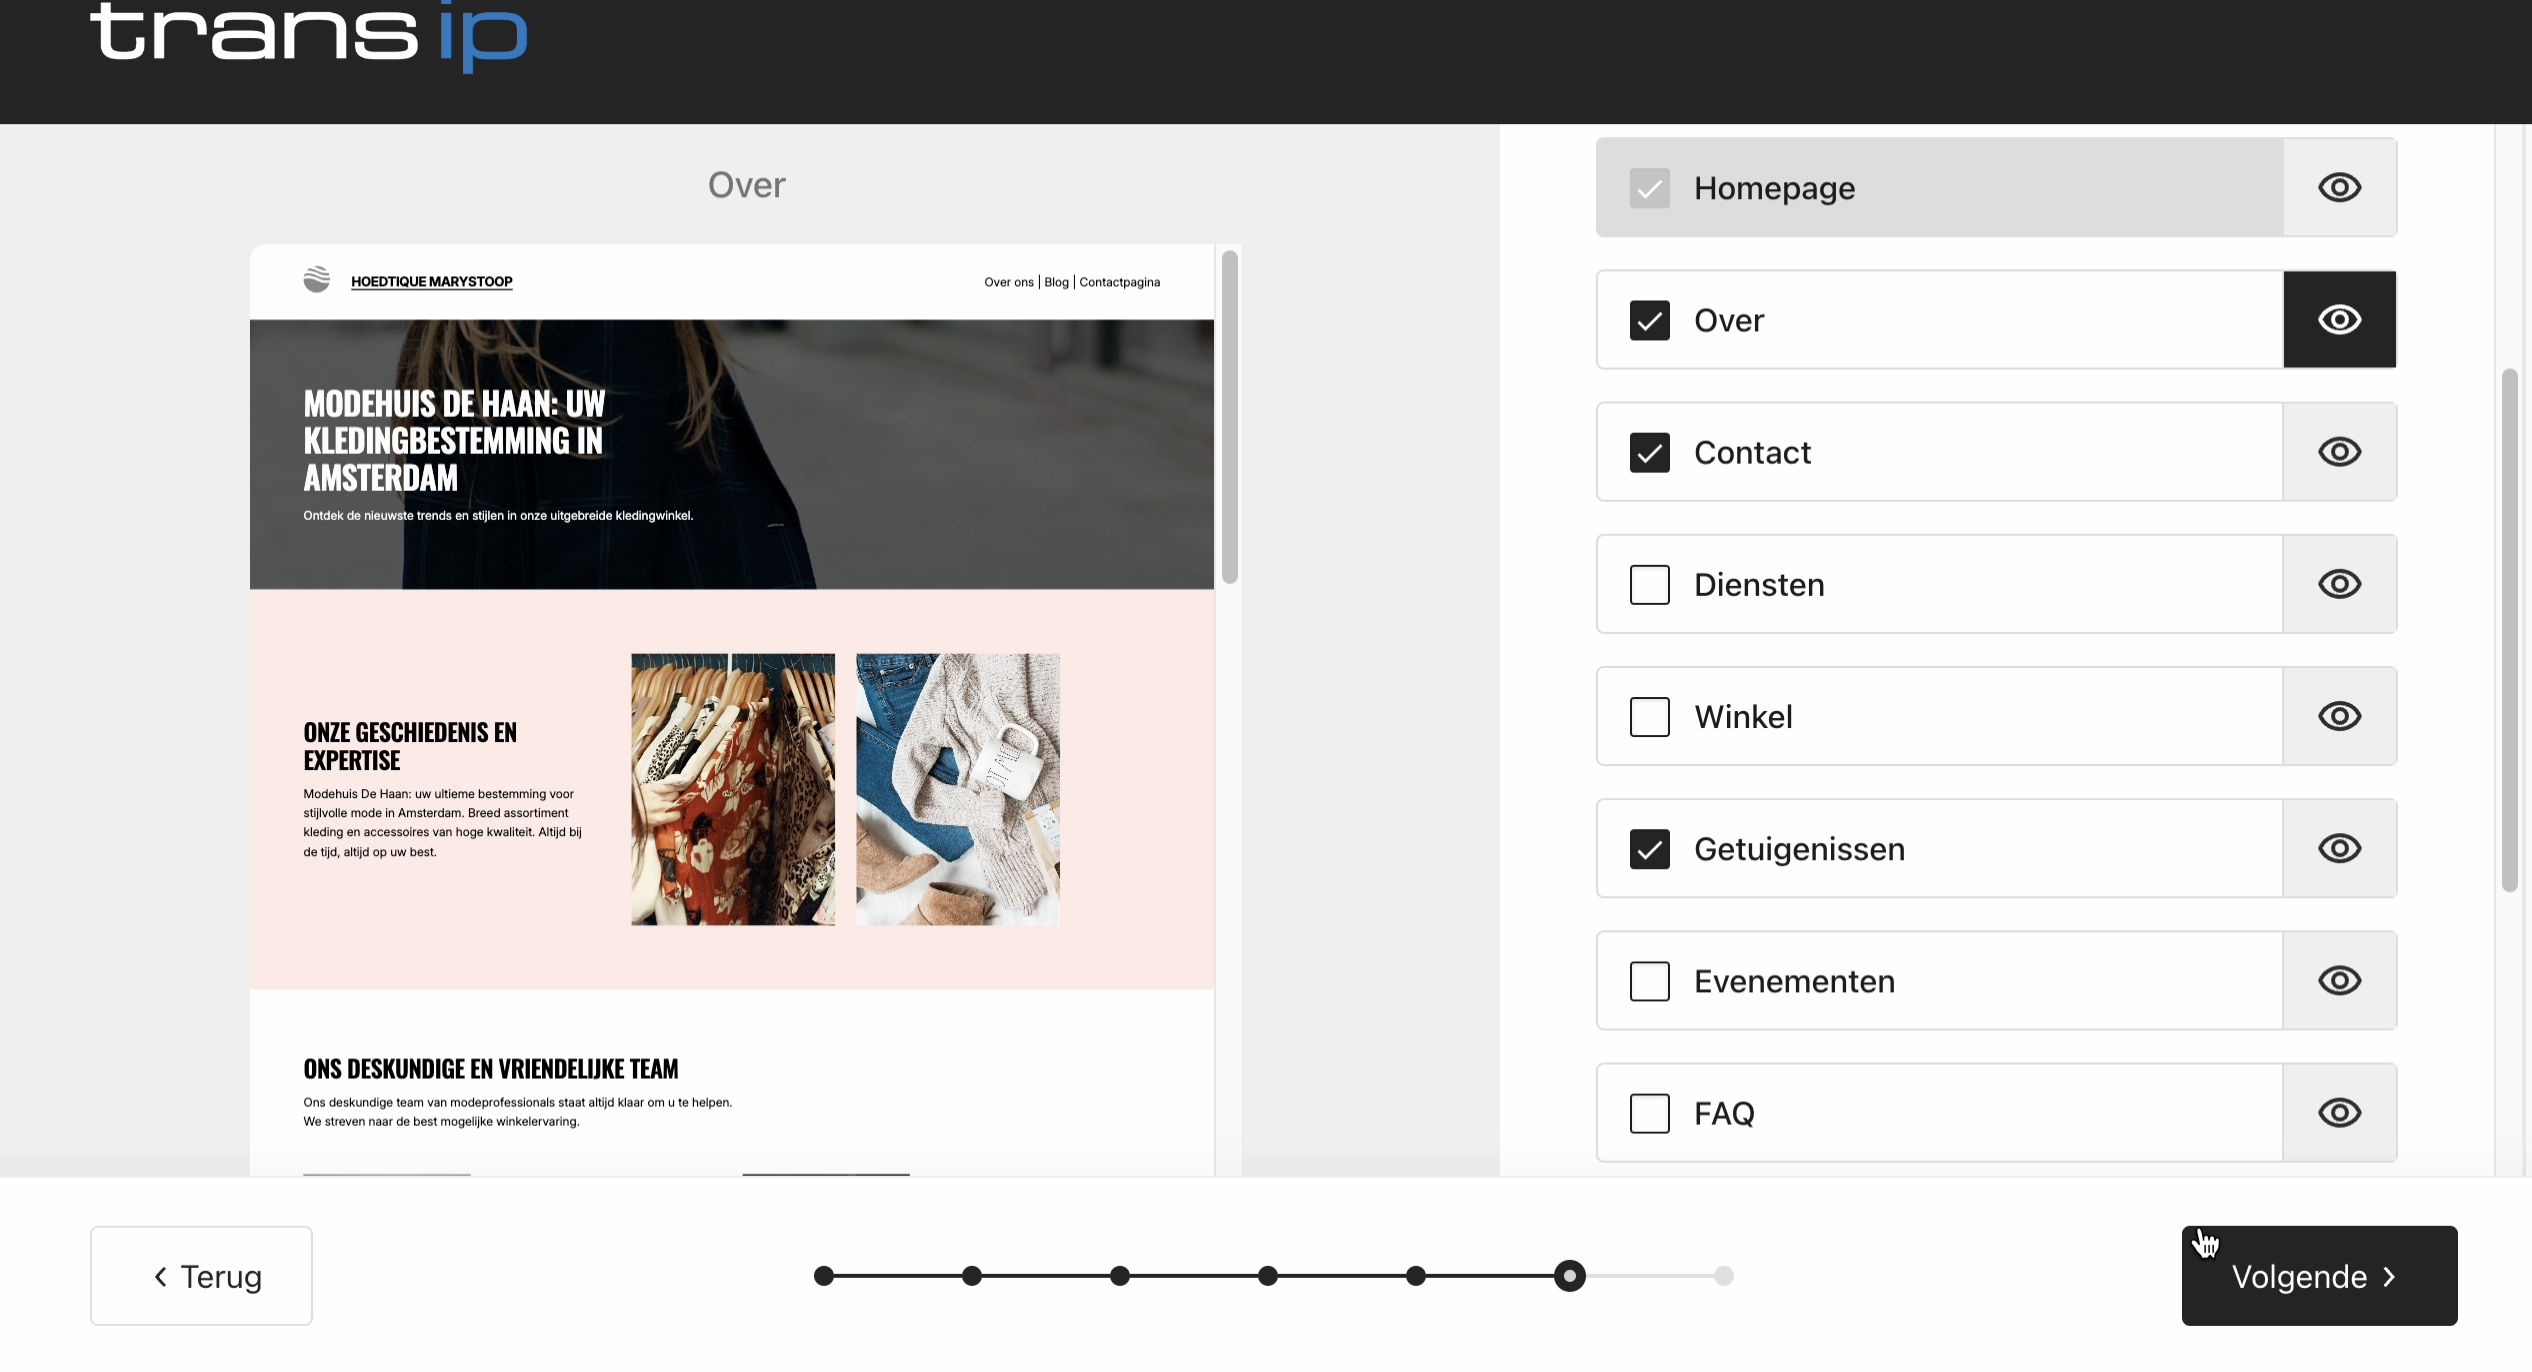 transip
Over
HOEDTIQUE MARYSTOOP
Over ons | Blog | Contactpagina
MODEHUIS DE HAAN: UW
KLEDINGBESTEMMING IN
AMSTERDAM
Ontdek de nieuwste trends en stijlen in onze uitgebreide kledingwinkel.
ONZE GESCHIEDENIS EN
EXPERTISE
Modehuis De Haan: uw ultieme bestemming voor
stijlvolle mode in Amsterdam. Breed assortiment
kleding en accessoires van hoge kwaliteit. Altijd bij
de tijd, altijd op uw best.
ONS DESKUNDIGE EN VRIENDELIJKE TEAM
Ons deskundige team van modeprofessionals staat altijd klaar om u te helpen.
We streven naar de best mogelijke winkelervaring.
Homepage
Over
Contact
Diensten
Winkel
Getuigenissen
Evenementen
FAQ
Terug
Volgende